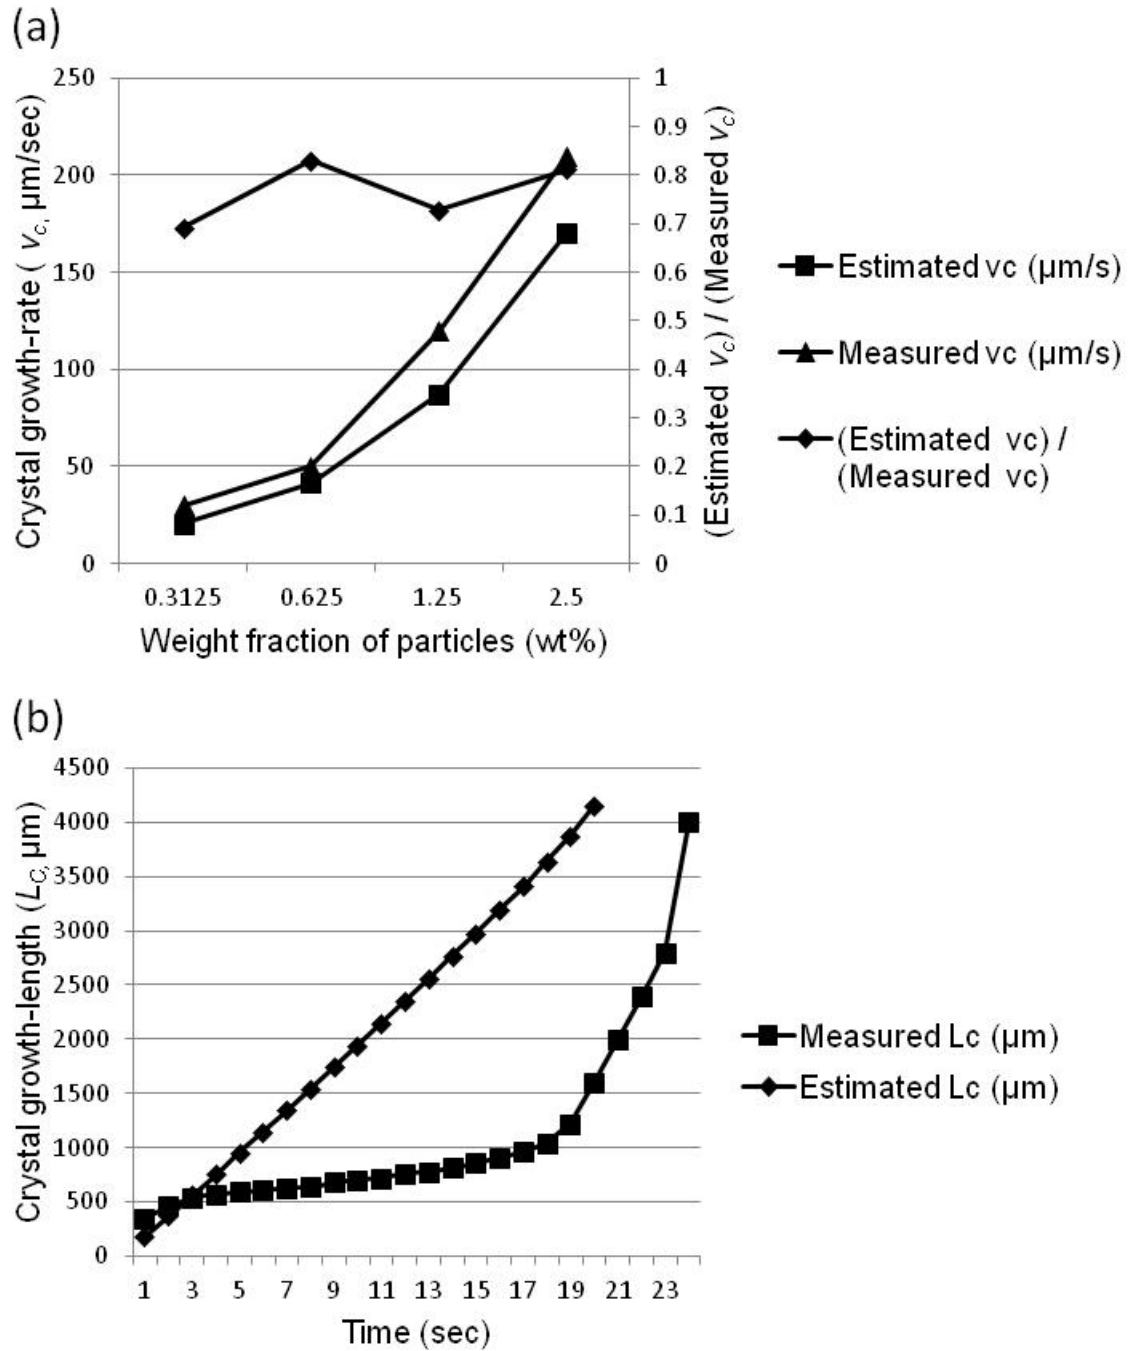 (a)
Crystal growth-rate ( vc, µm/sec)
250
200
150
100
50
0
1
0.9
0.8
0.7
0.6
0.5
0.4
0.3
0.2
0.1
0
(Estimated vc) / (Measured vc)
0.3125 0.625 1.25 2.5
Weight fraction of particles (wt%)
Estimated vc (µm/s)
Measured vc (µm/s)
(Estimated vc) /
(Measured vc)
(b)
Crystal growth-length (LC, µm)
4500
4000
3500
3000
2500
2000
1500
1000
500
0
1 3 5 7 9 11 13 15 17 19 21 23
Time (sec)
Measured Lc (µm)
Estimated Lc (µm)